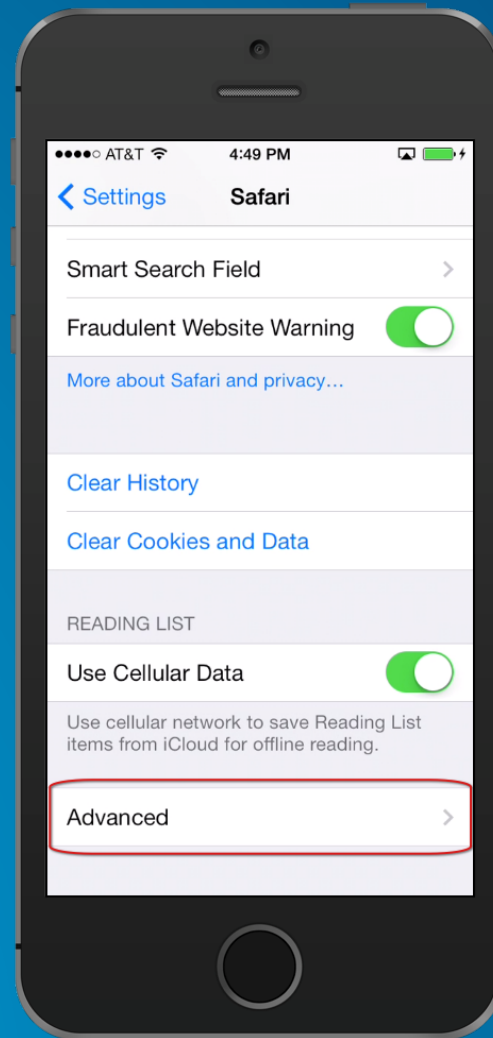 AT&T 4:49 PM
Settings Safari
Smart Search Field
Fraudulent Website Warning
More about Safari and privacy…
Clear History
Clear Cookies and Data
READING LIST
Use Cellular Data
Use cellular network to save Reading List
items from iCloud for offline reading.
Advanced